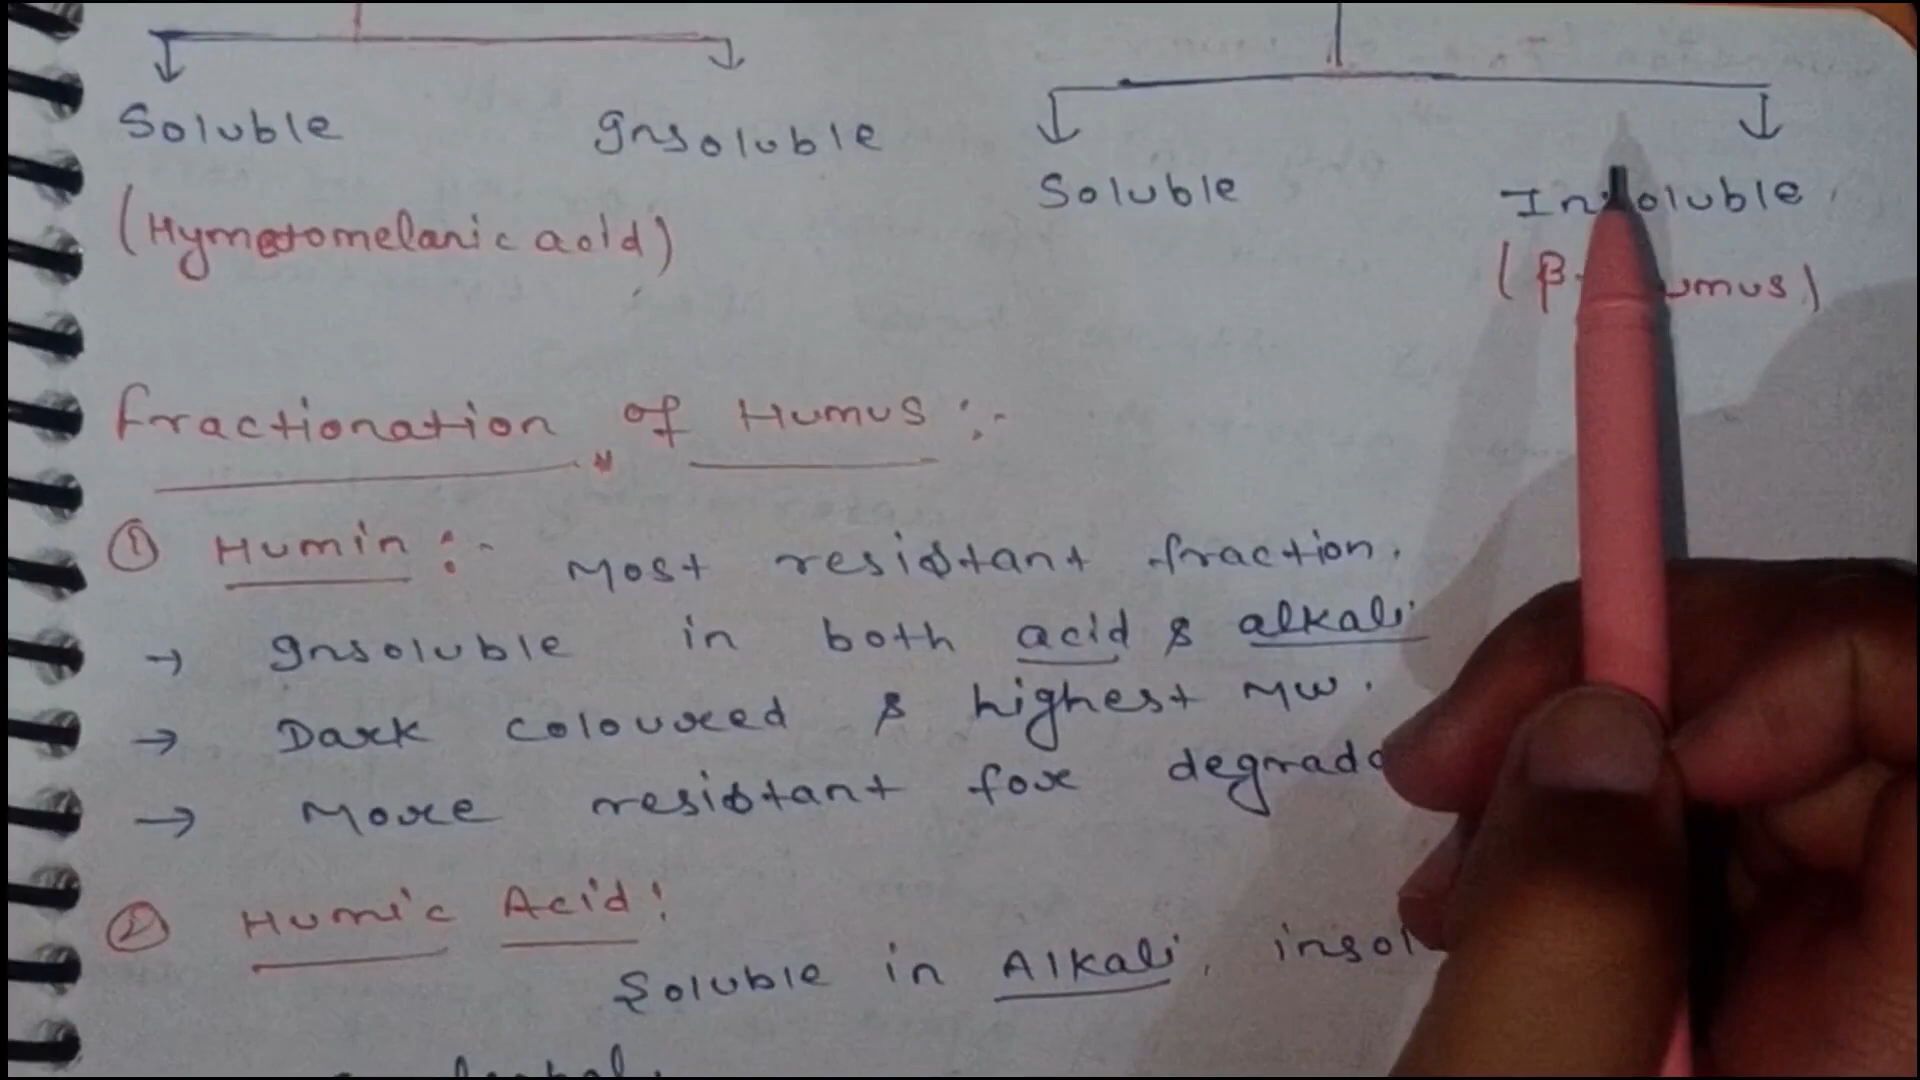 Soluble
Insoluble
Soluble
(Hymatomelanic acid)
Fractionation of Humus :-
① Humin :- Most resistant fraction.
→ Insoluble in both acid & alkali
→ Dark coloured & highest MW.
→ More resistant for
② Humic Acid :
Soluble in Alkali,